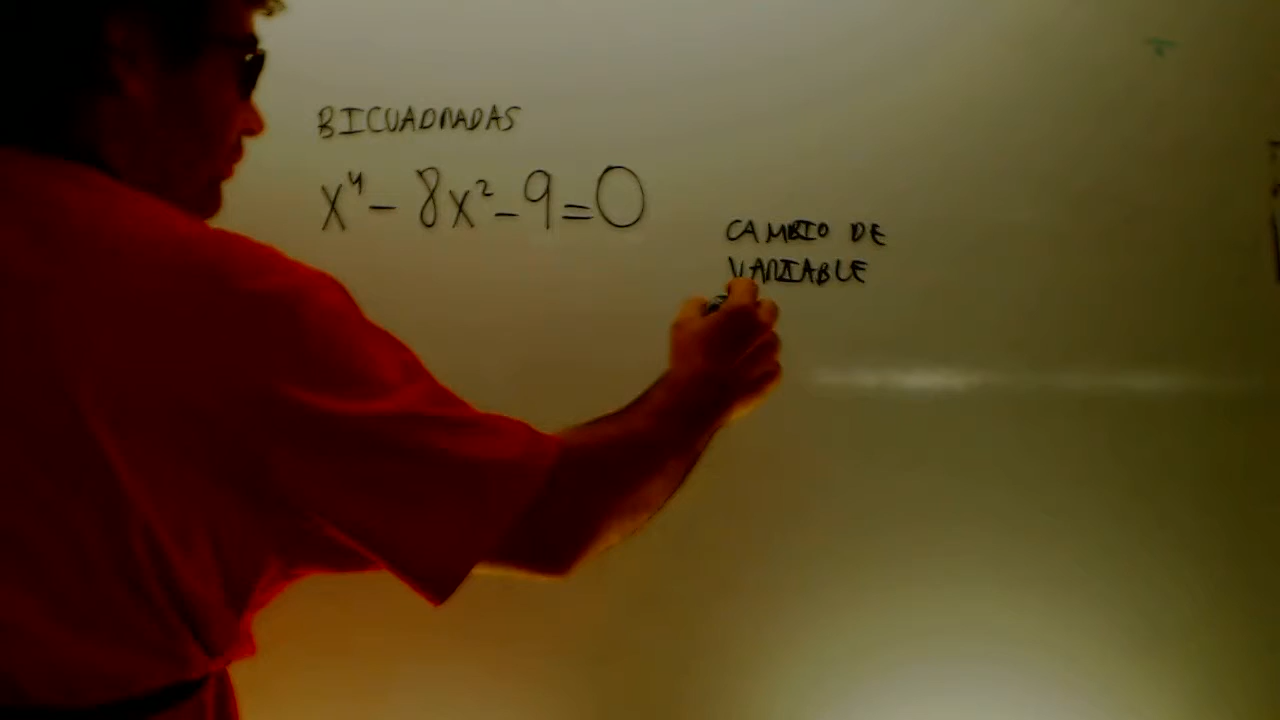 BICUADRADAS
x⁴ - 8x² - 9 = 0
CAMBIO DE
VARIABLE